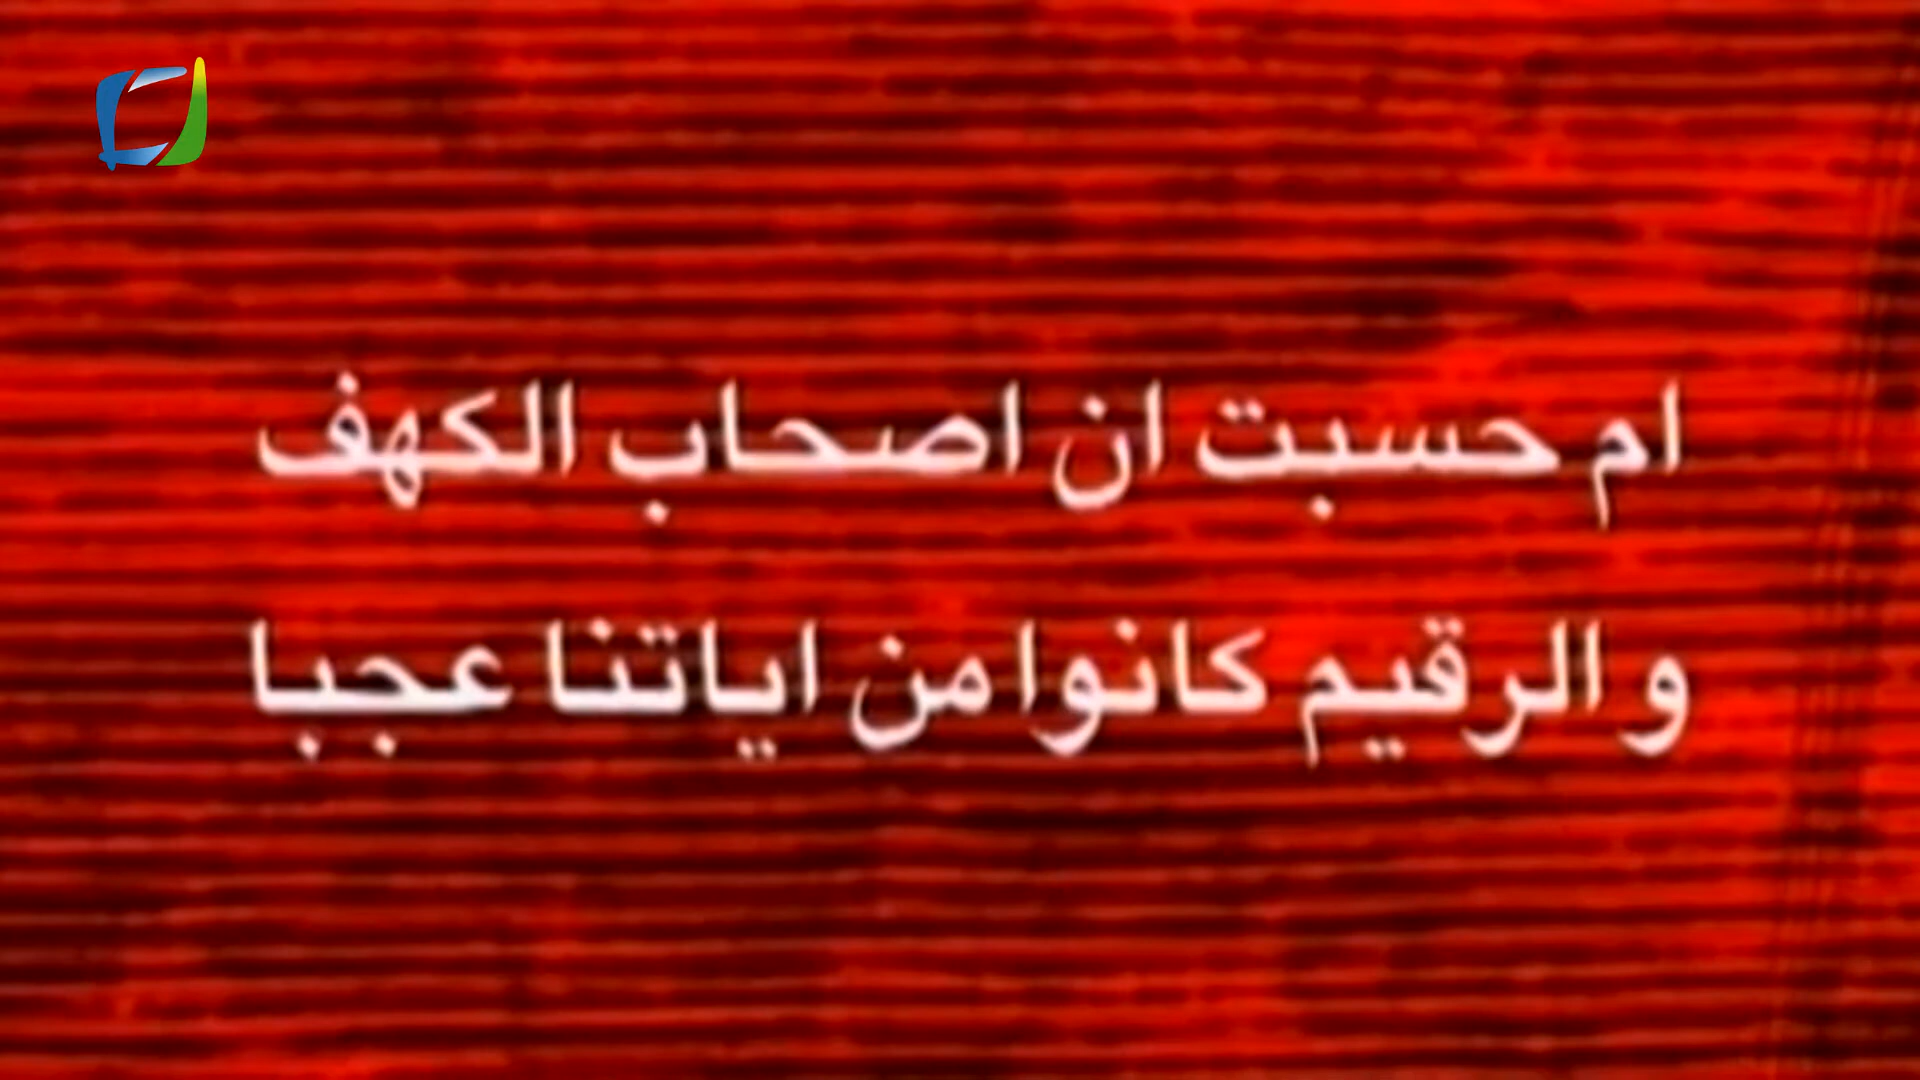 ام حسبت ان اصحاب الكهف
و الرقيم كانوا من اياتنا عجبا